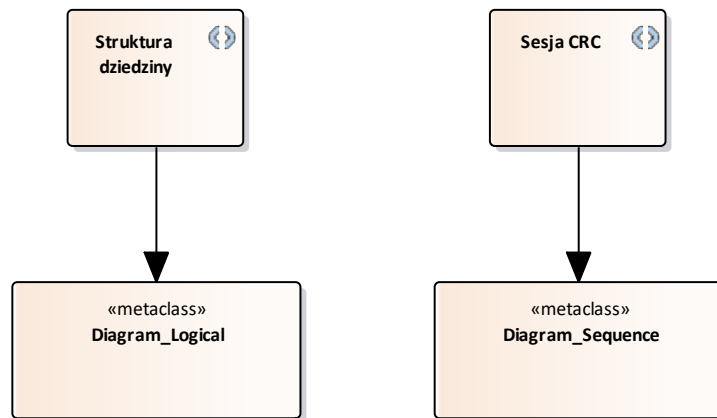 Struktura
dziedziny
Sesja CRC
«metaclass»
Diagram_Logical
«metaclass»
Diagram_Sequence